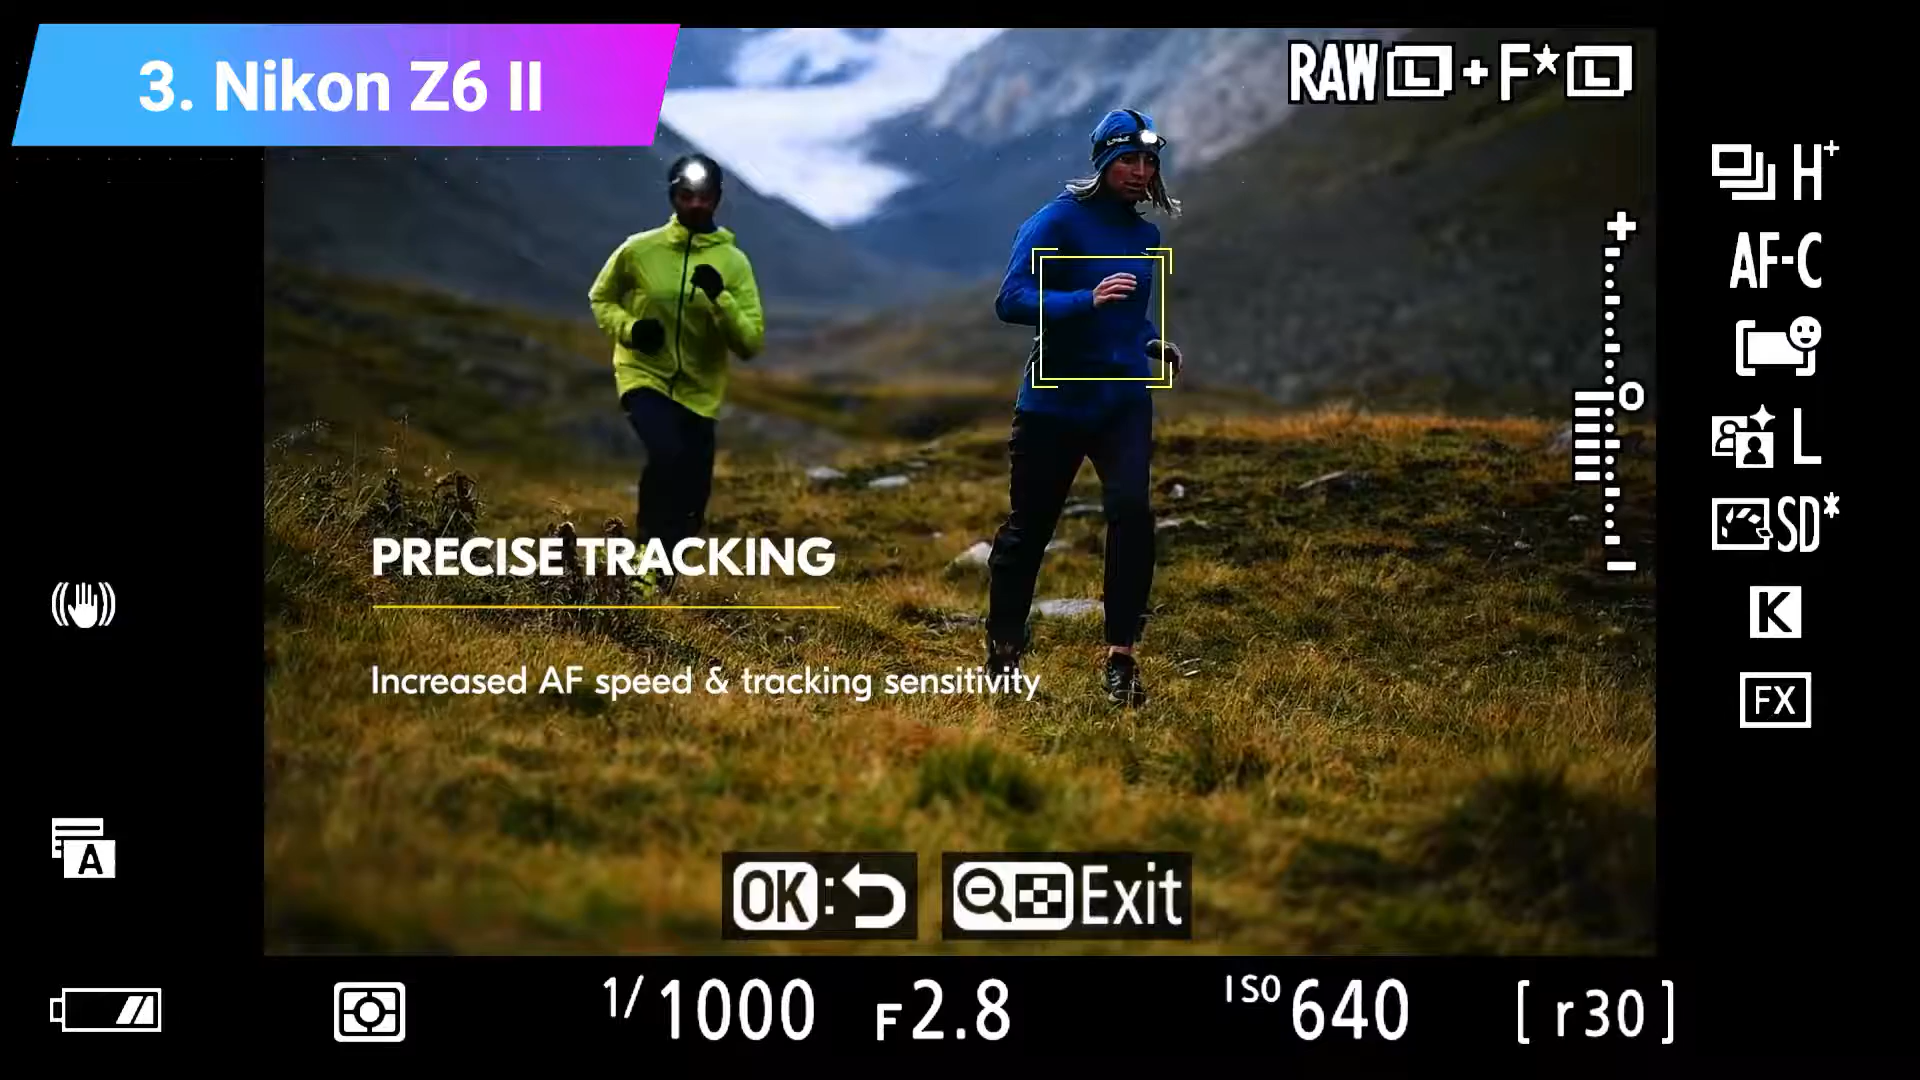 3. Nikon Z6 II
RAW L + F★ L
H+
AF-C
L
SD*
K
FX
PRECISE TRACKING
Increased AF speed & tracking sensitivity
A
OK : Exit
1/1000 F2.8 ISO 640 [ r30 ]